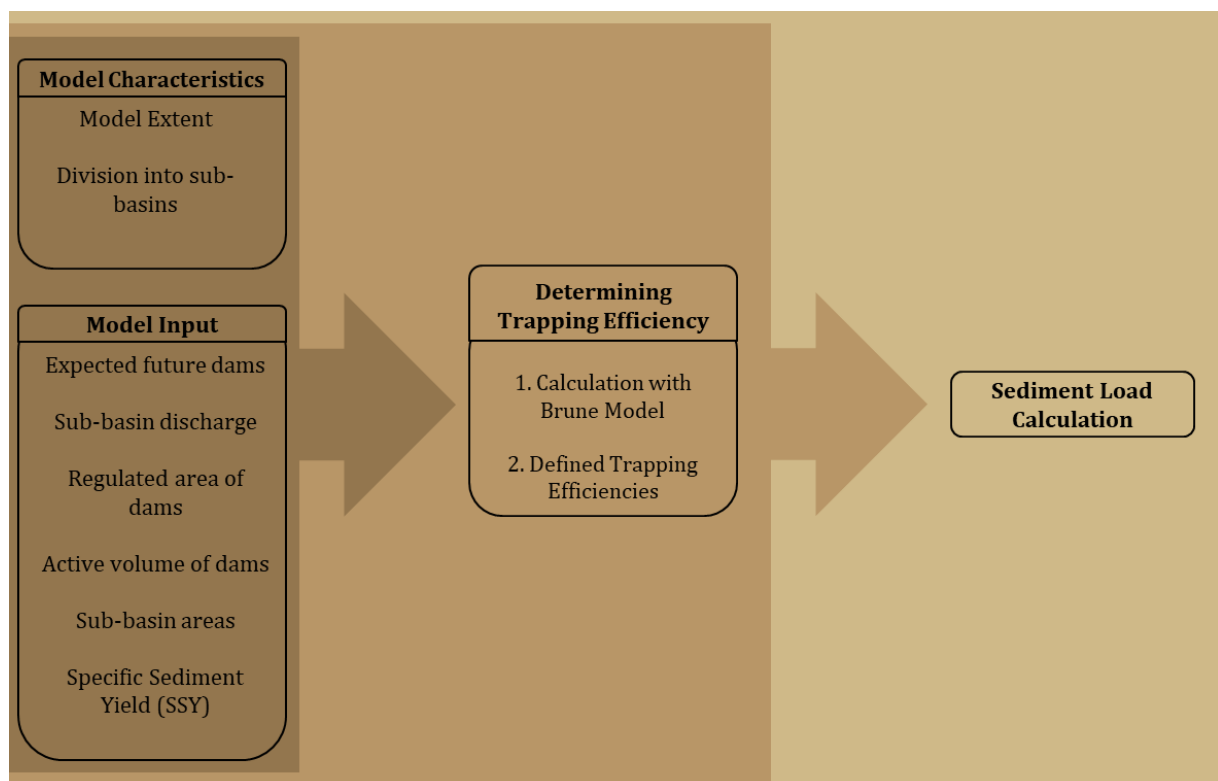 Model Characteristics
Model Extent
Division into sub-
basins
Model Input
Expected future dams
Sub-basin discharge
Regulated area of
dams
Active volume of dams
Sub-basin areas
Specific Sediment
Yield (SSY)
Determining
Trapping Efficiency
1. Calculation with
Brune Model
2. Defined Trapping
Efficiencies
Sediment Load
Calculation